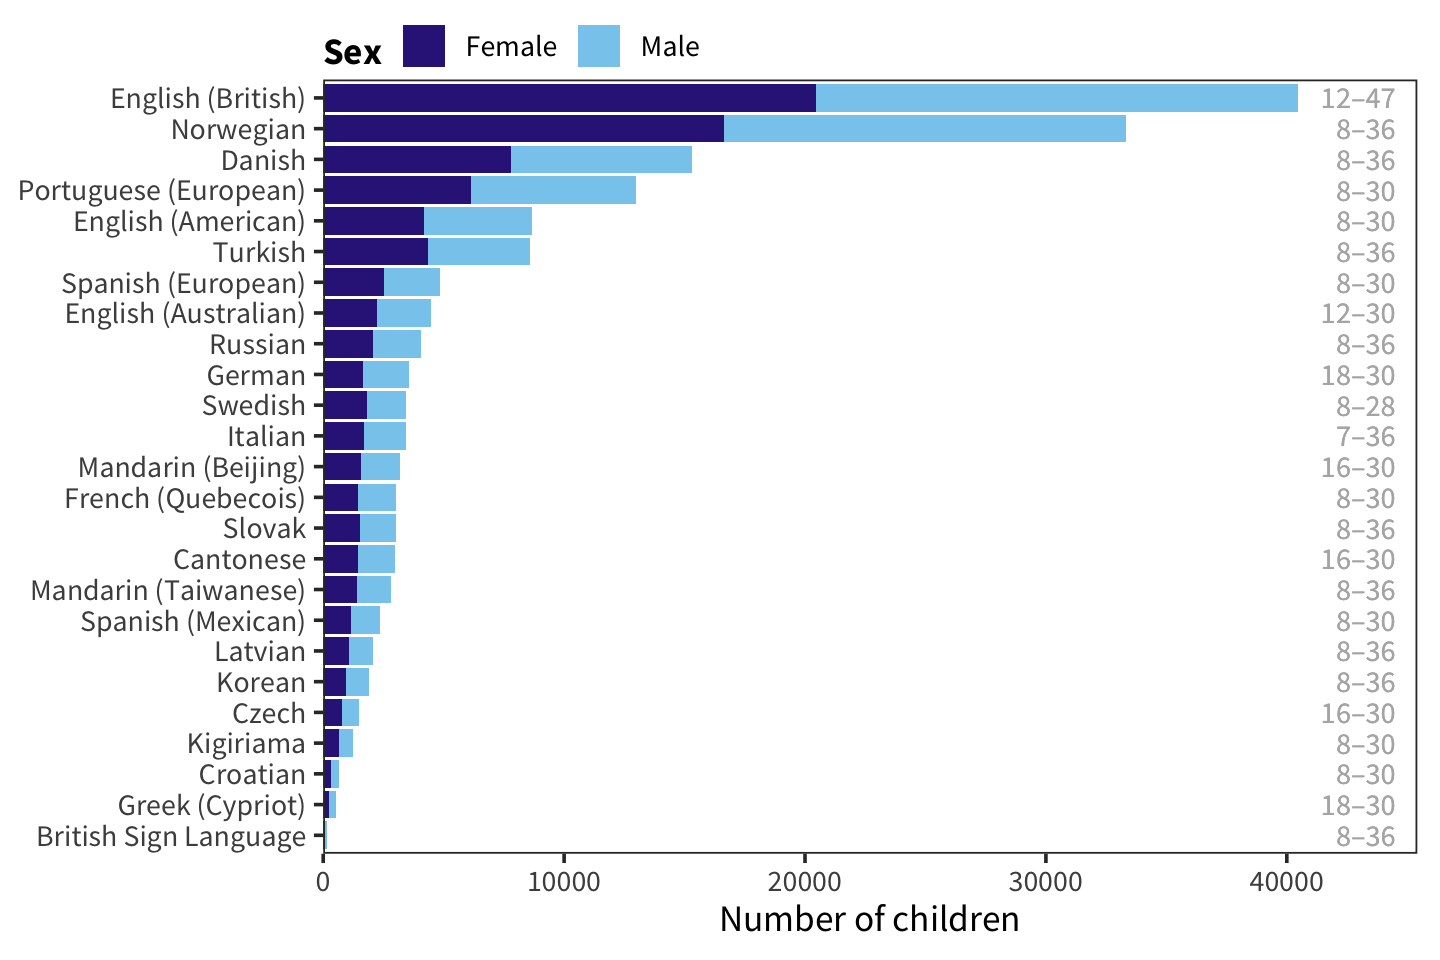 Sex Female Male
English (British) 12–47
Norwegian 8–36
Danish 8–36
Portuguese (European) 8–30
English (American) 8–30
Turkish 8–36
Spanish (European) 8–30
English (Australian) 12–30
Russian 8–36
German 18–30
Swedish 8–28
Italian 7–36
Mandarin (Beijing) 16–30
French (Quebecois) 8–30
Slovak 8–36
Cantonese 16–30
Mandarin (Taiwanese) 8–36
Spanish (Mexican) 8–30
Latvian 8–36
Korean 8–36
Czech 16–30
Kigiriama 8–30
Croatian 8–30
Greek (Cypriot) 18–30
British Sign Language 8–36
0 10000 20000 30000 40000
Number of children